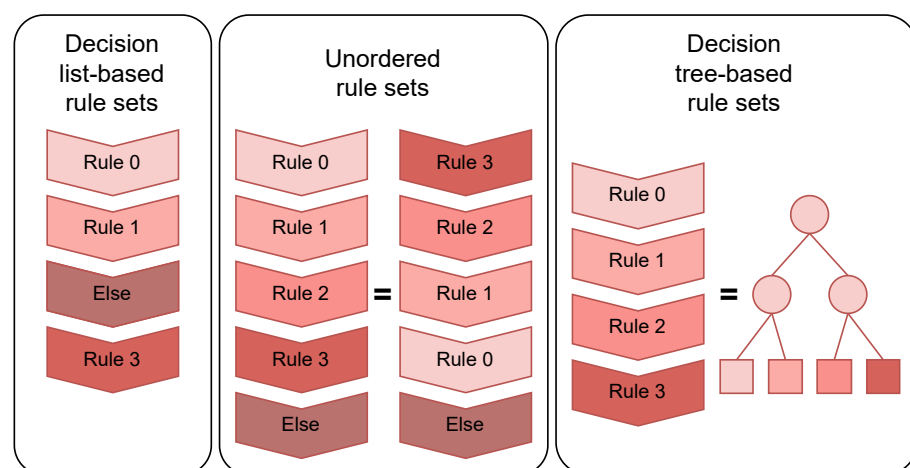 Decision
list-based
rule sets
Rule 0
Rule 1
Else
Rule 3
Unordered
rule sets
Rule 0
Rule 1
Rule 2
Rule 3
Else
=
Rule 3
Rule 2
Rule 1
Rule 0
Else
Decision
tree-based
rule sets
Rule 0
Rule 1
Rule 2
Rule 3
=